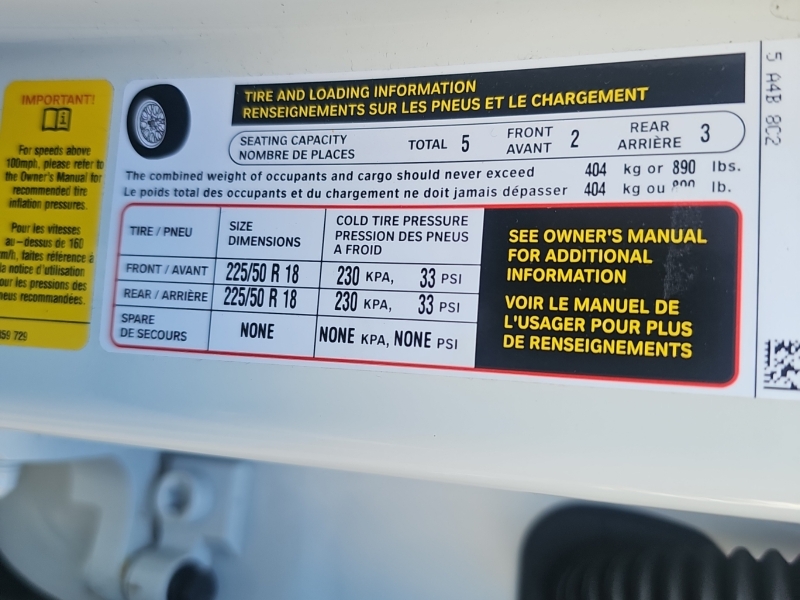 IMPORTANT!
For speeds above
100mph, please refer to
the Owner's Manual for
recommended tire
inflation pressures.
Pour les vitesses
au-dessus de 160
km/h, faites référence à
la notice d'utilisation
pour les pressions des
pneus recommandées.
TIRE AND LOADING INFORMATION
RENSEIGNEMENTS SUR LES PNEUS ET LE CHARGEMENT
SEATING CAPACITY
NOMBRE DE PLACES
TOTAL 5
FRONT
AVANT 2
REAR
ARRIÈRE 3
The combined weight of occupants and cargo should never exceed 404 kg or 890 lbs.
Le poids total des occupants et du chargement ne doit jamais dépasser 404 kg ou lb.
TIRE / PNEU
SIZE
DIMENSIONS
COLD TIRE PRESSURE
PRESSION DES PNEUS
A FROID
FRONT / AVANT 225/50 R 18 230 KPA, 33 PSI
REAR / ARRIÈRE 225/50 R 18 230 KPA, 33 PSI
SPARE
DE SECOURS NONE NONE KPA, NONE PSI
SEE OWNER'S MANUAL
FOR ADDITIONAL
INFORMATION
VOIR LE MANUEL DE
L'USAGER POUR PLUS
DE RENSEIGNEMENTS
5 A4B 8C2